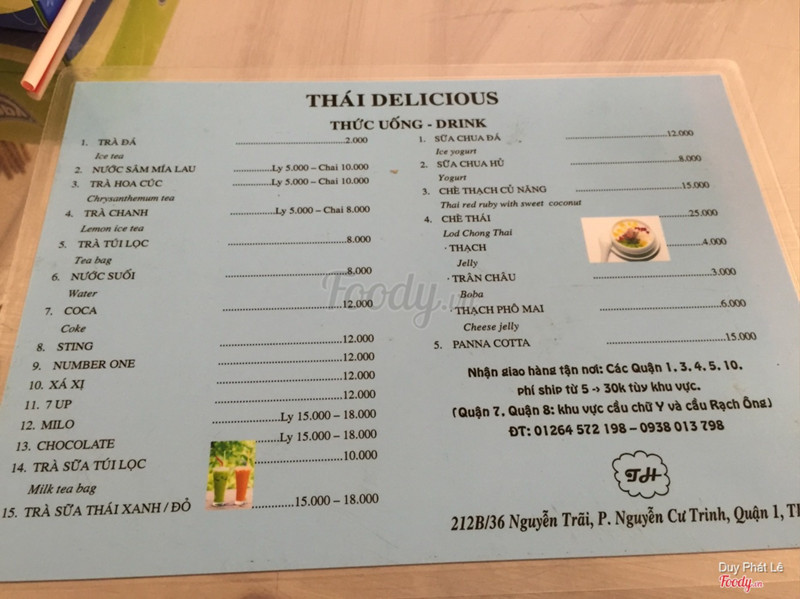 THÁI DELICIOUS
THỨC UỐNG - DRINK
1. TRÀ ĐÁ 2.000
Ice tea
2. NƯỚC SÂM MÍA LAU Ly 5.000 – Chai 10.000
3. TRÀ HOA CÚC Ly 5.000 – Chai 10.000
Chrysanthemum tea
4. TRÀ CHANH Ly 5.000 – Chai 8.000
Lemon ice tea
5. TRÀ TÚI LỌC 8.000
Tea bag
6. NƯỚC SUỐI 8.000
Water
7. COCA 12.000
Coke
8. STING 12.000
9. NUMBER ONE 12.000
10. XÁ XỊ 12.000
11. 7 UP 12.000
12. MILO Ly 15.000 – 18.000
13. CHOCOLATE Ly 15.000 – 18.000
14. TRÀ SỮA TÚI LỌC 10.000
Milk tea bag
15. TRÀ SỮA THÁI XANH / ĐỎ 15.000 – 18.000
1. SỮA CHUA ĐÁ 12.000
Ice yogurt
2. SỮA CHUA HŨ 8.000
Yogurt
3. CHÈ THẠCH CỦ NĂNG 15.000
Thai red ruby with sweet coconut
4. CHÈ THÁI 25.000
Lod Chong Thai
· THẠCH 4.000
Jelly
· TRÂN CHÂU 3.000
Boba
· THẠCH PHÔ MAI 6.000
Cheese jelly
5. PANNA COTTA 15.000
Nhận giao hàng tận nơi: Các Quận 1, 3, 4, 5, 10.
phí ship từ 5 -> 30k tùy khu vực.
(Quận 7, Quận 8: khu vực cầu chữ Y và cầu Rạch Ông)
ĐT: 01264 572 198 – 0938 013 798
TH
212B/36 Nguyễn Trãi, P. Nguyễn Cư Trinh, Quận 1,
Foody.vn
Duy Phát Lê
Foody.vn